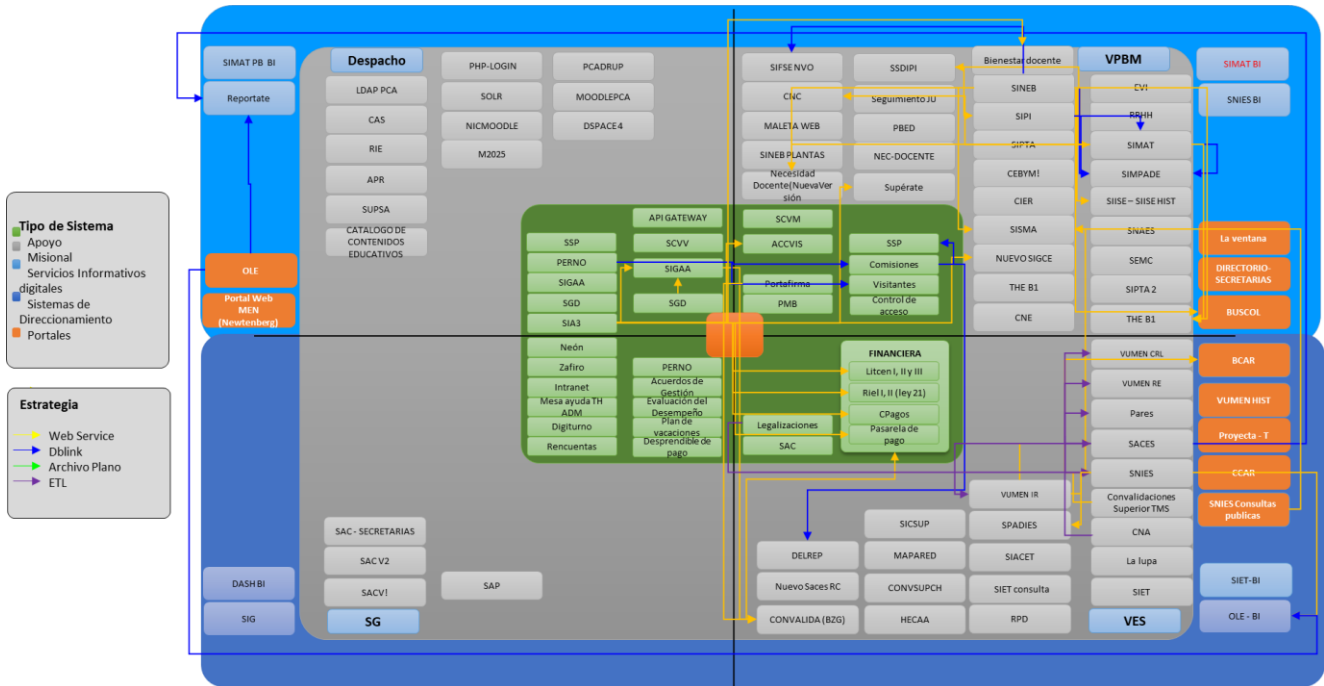 SIMAT PB BI
Reportate
OLE
Portal Web
MEN
(Newtenberg)
DASH BI
SIG
Tipo de Sistema
Apoyo
Misional
Servicios Informativos
digitales
Sistemas de
Direccionamiento
Portales
Estrategia
Web Service
Dblink
Archivo Plano
ETL
Despacho
LDAP PCA
CAS
RIE
APR
SUPSA
CATALOGO DE
CONTENIDOS
EDUCATIVOS
PHP-LOGIN
SOLR
NICMOODLE
M2025
PCADRUP
MOODLEPCA
DSPACE 4
SIFSE NVO
CNC
MALETA WEB
SINEB PLANTAS
Necesidad
Docente(NuevaVer
sión)
SSDIPI
Seguimiento JU
PBED
NEC-DOCENTE
Supérate
Bienestar docente
SINEB
SIPI
SIPTA
CEBYM!
CIER
SISMA
NUEVO SIGCE
THE B1
CNE
VPBM
EVI
RRHH
SIMAT
SIMPADE
SIISE – SIISE HIST
SNAES
SEMC
SIPTA 2
THE B1
SIMAT BI
SNIES BI
La ventana
DIRECTORIO-
SECRETARIAS
BUSCOL
BCAR
VUMEN HIST
Proyecta - T
CCAR
SNIES Consultas
publicas
SIET-BI
OLE - BI
SSP
PERNO
SIGAA
SGD
SIA3
Neón
Zafiro
Intranet
Mesa ayuda TH
ADM
Digiturno
Rencuentas
API GATEWAY
SCVV
SIGAA
SGD
PERNO
Acuerdos de
Gestión
Evaluación del
Desempeño
Plan de
vacaciones
Desprendible de
pago
SCVM
ACCVIS
Portafirma
PMB
Legalizaciones
SAC
SSP
Comisiones
Visitantes
Control de
acceso
FINANCIERA
Litcen I, II y III
Riel I, II (ley 21)
CPagos
Pasarela de
pago
VUMEN CRL
VUMEN RE
Pares
SACES
SNIES
Convalidaciones
Superior TMS
CNA
La lupa
SIET
VES
VUMEN IR
SPADIES
SIACET
SIET consulta
RPD
SICSUP
MAPARED
CONVSUPCH
HECAA
DELREP
Nuevo Saces RC
CONVALIDA (BZG)
SAC - SECRETARIAS
SAC V2
SACV!
SG
SAP